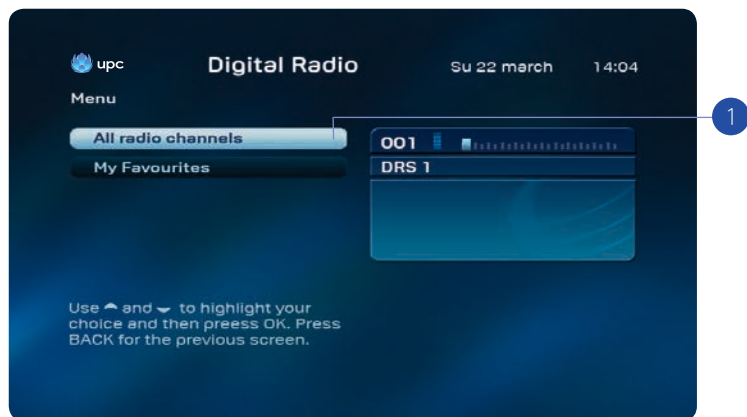 upc Digital Radio Su 22 march 14:04
Menu
All radio channels
My Favourites
001
DRS 1
Use and to highlight your
choice and then preess OK. Press
BACK for the previous screen.
1